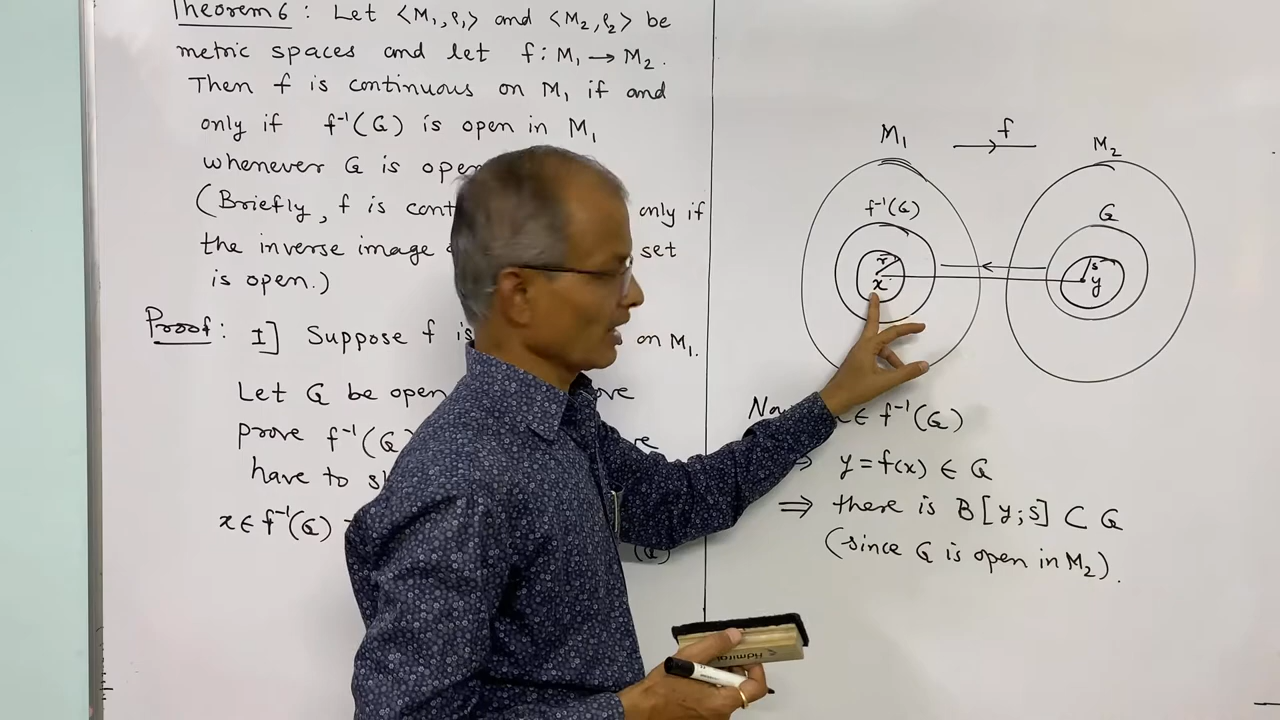 Theorem 6 : Let <M₁, ρ₁> and <M₂, ρ₂> be
metric spaces and let f : M₁ → M₂.
Then f is continuous on M₁ if and
only if f⁻¹(G) is open in M₁
whenever G is open
(Briefly, f is cont only if
the inverse image set
is open.)
Proof : I] Suppose f is on M₁.
Let G be open
prove f⁻¹(G)
have to
x ∈ f⁻¹(G)
M₁ f M₂
f⁻¹(G) G
r s
x y
x ∈ f⁻¹(G)
⇒ y = f(x) ∈ G
⇒ there is B[y; s] ⊂ G
(since G is open in M₂).
Admiral